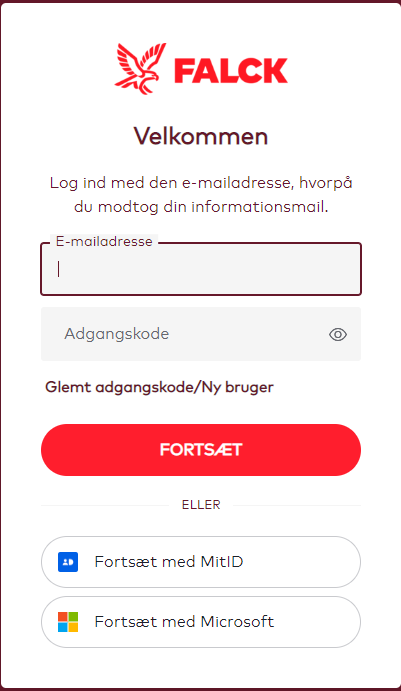 FALCK
Velkommen
Log ind med den e-mailadresse, hvorpå
du modtog din informationsmail.
E-mailadresse
Adgangskode
Glemt adgangskode/Ny bruger
FORTSÆT
ELLER
Fortsæt med MitID
Fortsæt med Microsoft